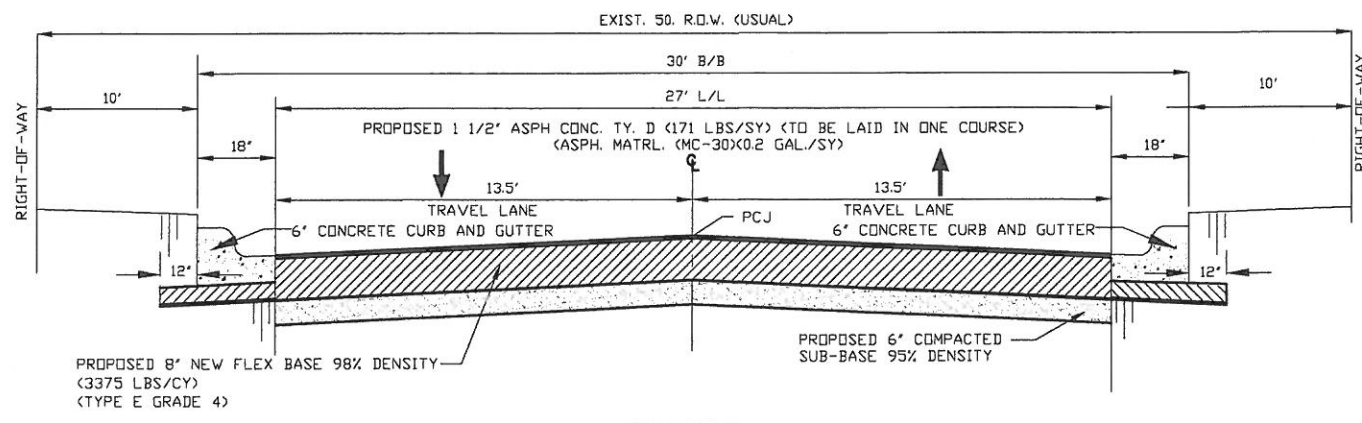 EXIST. 50. R.O.W. (USUAL)
30' B/B
10'
10'
27' L/L
RIGHT-OF-WAY
RIGHT-OF-WAY
PROPOSED 1 1/2" ASPH CONC. TY. D (171 LBS/SY) (TO BE LAID IN ONE COURSE)
(ASPH. MATRL. (MC-30)(0.2 GAL./SY)
18"
18"
CL
13.5'
13.5'
TRAVEL LANE
PCJ
TRAVEL LANE
6" CONCRETE CURB AND GUTTER
6" CONCRETE CURB AND GUTTER
12"
12"
PROPOSED 8" NEW FLEX BASE 98% DENSITY
(3375 LBS/CY)
(TYPE E GRADE 4)
PROPOSED 6" COMPACTED
SUB-BASE 95% DENSITY